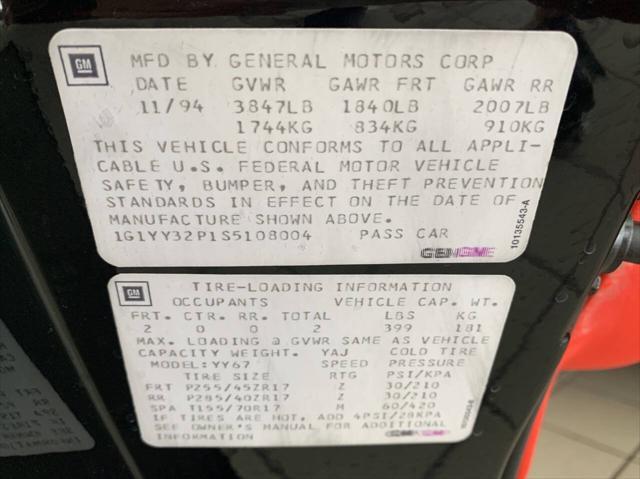 GM
MFD BY GENERAL MOTORS CORP
DATE GVWR GAWR FRT GAWR RR
11/94 3847LB 1840LB 2007LB
1744KG 834KG 910KG
THIS VEHICLE CONFORMS TO ALL APPLI-
CABLE U.S. FEDERAL MOTOR VEHICLE
SAFETY, BUMPER, AND THEFT PREVENTION
STANDARDS IN EFFECT ON THE DATE OF
MANUFACTURE SHOWN ABOVE.
1G1YY32P1S5108004 PASS CAR
10135543-A
GM
TIRE-LOADING INFORMATION
OCCUPANTS VEHICLE CAP. WT.
FRT. CTR. RR. TOTAL LBS KG
2 0 0 2 399 181
MAX. LOADING @ GVWR SAME AS VEHICLE
CAPACITY WEIGHT. YAJ COLD TIRE
MODEL:YY67 SPEED PRESSURE
TIRE SIZE RTG PSI/KPA
FRT P255/45ZR17 Z 30/210
RR P285/40ZR17 Z 30/210
SPA T155/70R17 M 60/420
IF TIRES ARE HOT, ADD 4PSI/28KPA
SEE OWNER'S MANUAL FOR ADDITIONAL
INFORMATION